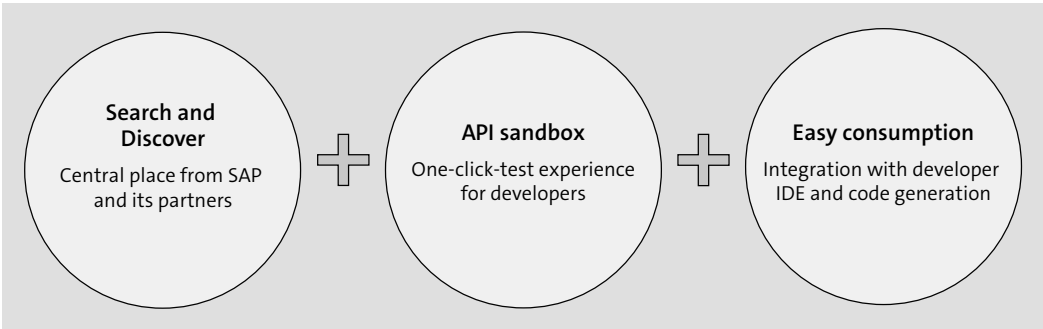 Search and
Discover
Central place from SAP
and its partners
API sandbox
One-click-test experience
for developers
Easy consumption
Integration with developer
IDE and code generation